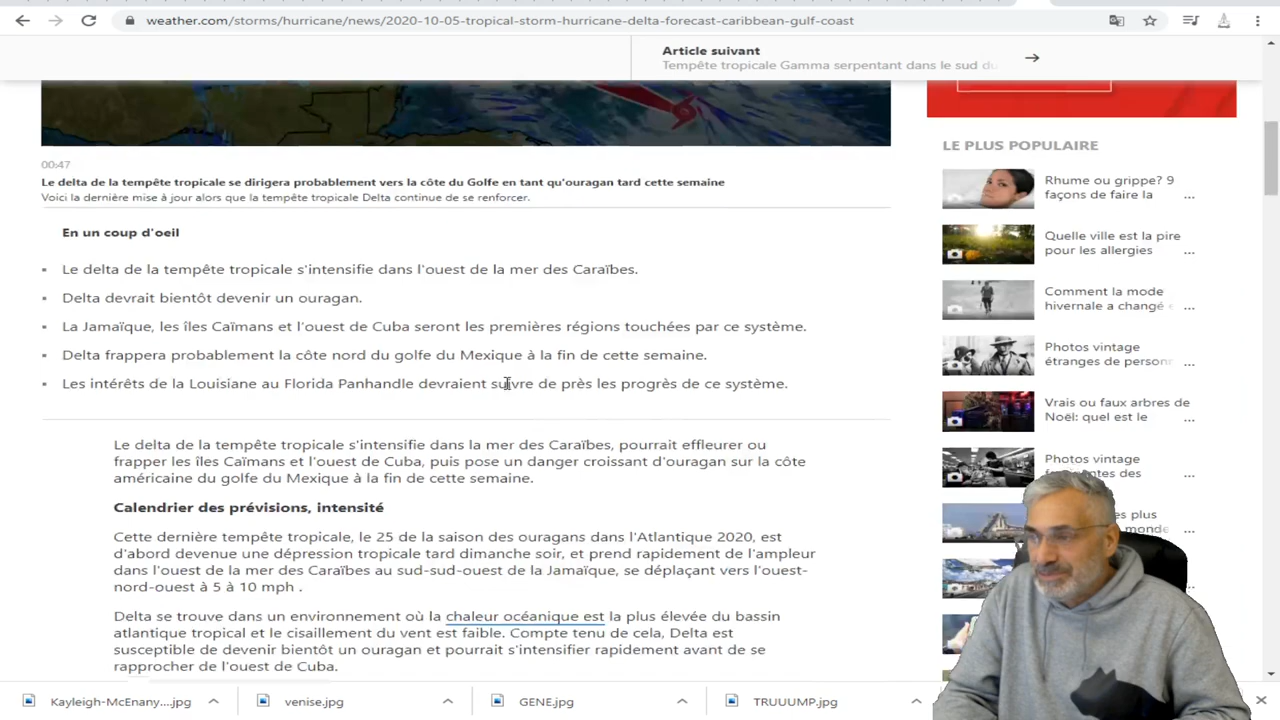 weather.com/storms/hurricane/news/2020-10-05-tropical-storm-hurricane-delta-forecast-caribbean-gulf-coast
Article suivant
Tempête tropicale Gamma serpentant dans le sud du
00:47
Le delta de la tempête tropicale se dirigera probablement vers la côte du Golfe en tant qu'ouragan tard cette semaine
Voici la dernière mise à jour alors que la tempête tropicale Delta continue de se renforcer.
En un coup d'oeil
Le delta de la tempête tropicale s'intensifie dans l'ouest de la mer des Caraïbes.
Delta devrait bientôt devenir un ouragan.
La Jamaïque, les îles Caïmans et l'ouest de Cuba seront les premières régions touchées par ce système.
Delta frappera probablement la côte nord du golfe du Mexique à la fin de cette semaine.
Les intérêts de la Louisiane au Florida Panhandle devraient suivre de près les progrès de ce système.
Le delta de la tempête tropicale s'intensifie dans la mer des Caraïbes, pourrait effleurer ou
frapper les îles Caïmans et l'ouest de Cuba, puis pose un danger croissant d'ouragan sur la côte
américaine du golfe du Mexique à la fin de cette semaine.
Calendrier des prévisions, intensité
Cette dernière tempête tropicale, le 25 de la saison des ouragans dans l'Atlantique 2020, est
d'abord devenue une dépression tropicale tard dimanche soir, et prend rapidement de l'ampleur
dans l'ouest de la mer des Caraïbes au sud-sud-ouest de la Jamaïque, se déplaçant vers l'ouest-
nord-ouest à 5 à 10 mph .
Delta se trouve dans un environnement où la chaleur océanique est la plus élevée du bassin
atlantique tropical et le cisaillement du vent est faible. Compte tenu de cela, Delta est
susceptible de devenir bientôt un ouragan et pourrait s'intensifier rapidement avant de se
rapprocher de l'ouest de Cuba.
LE PLUS POPULAIRE
Rhume ou grippe? 9
façons de faire la ...
Quelle ville est la pire
pour les allergies ...
Comment la mode
hivernale a changé ...
Photos vintage
étranges de ...
Vrais ou faux arbres de
Noël: quel est le ...
Photos vintage
des ...
plus
monde ...
Kayleigh-McEnany....jpg
venise.jpg
GENE.jpg
TRUUUMP.jpg